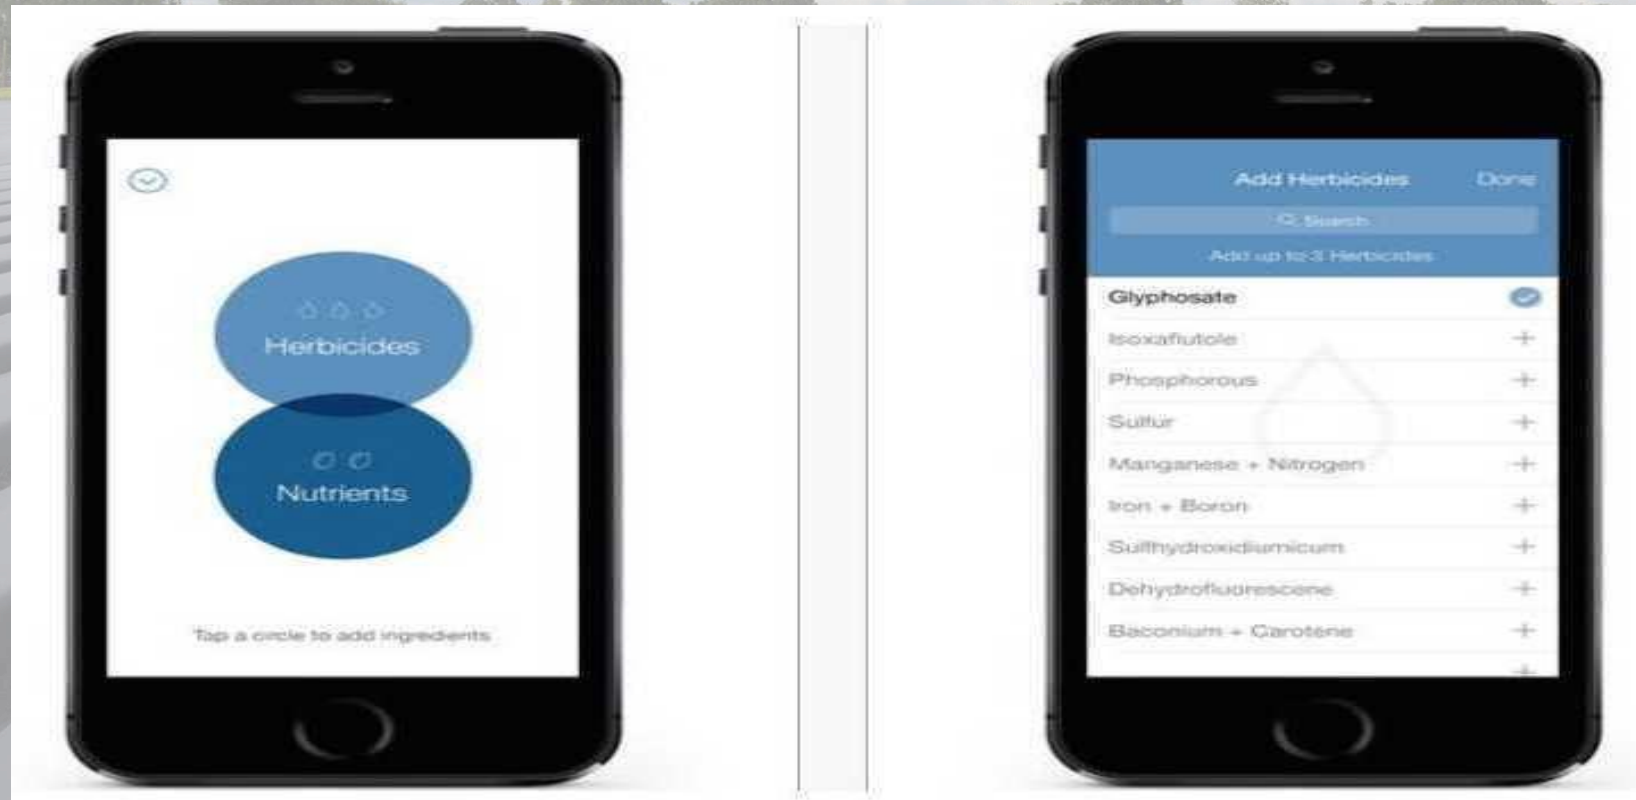 Herbicides
Nutrients
Tap a circle to add ingredients
Add Herbicides
Done
Search
Add up to 3 Herbicides
Glyphosate
Isoxaflutole
Phosphorous
Sulfur
Manganese + Nitrogen
Iron + Boron
Sulfhydroxidiumicum
Dehydrofluorescene
Baconium + Carotene